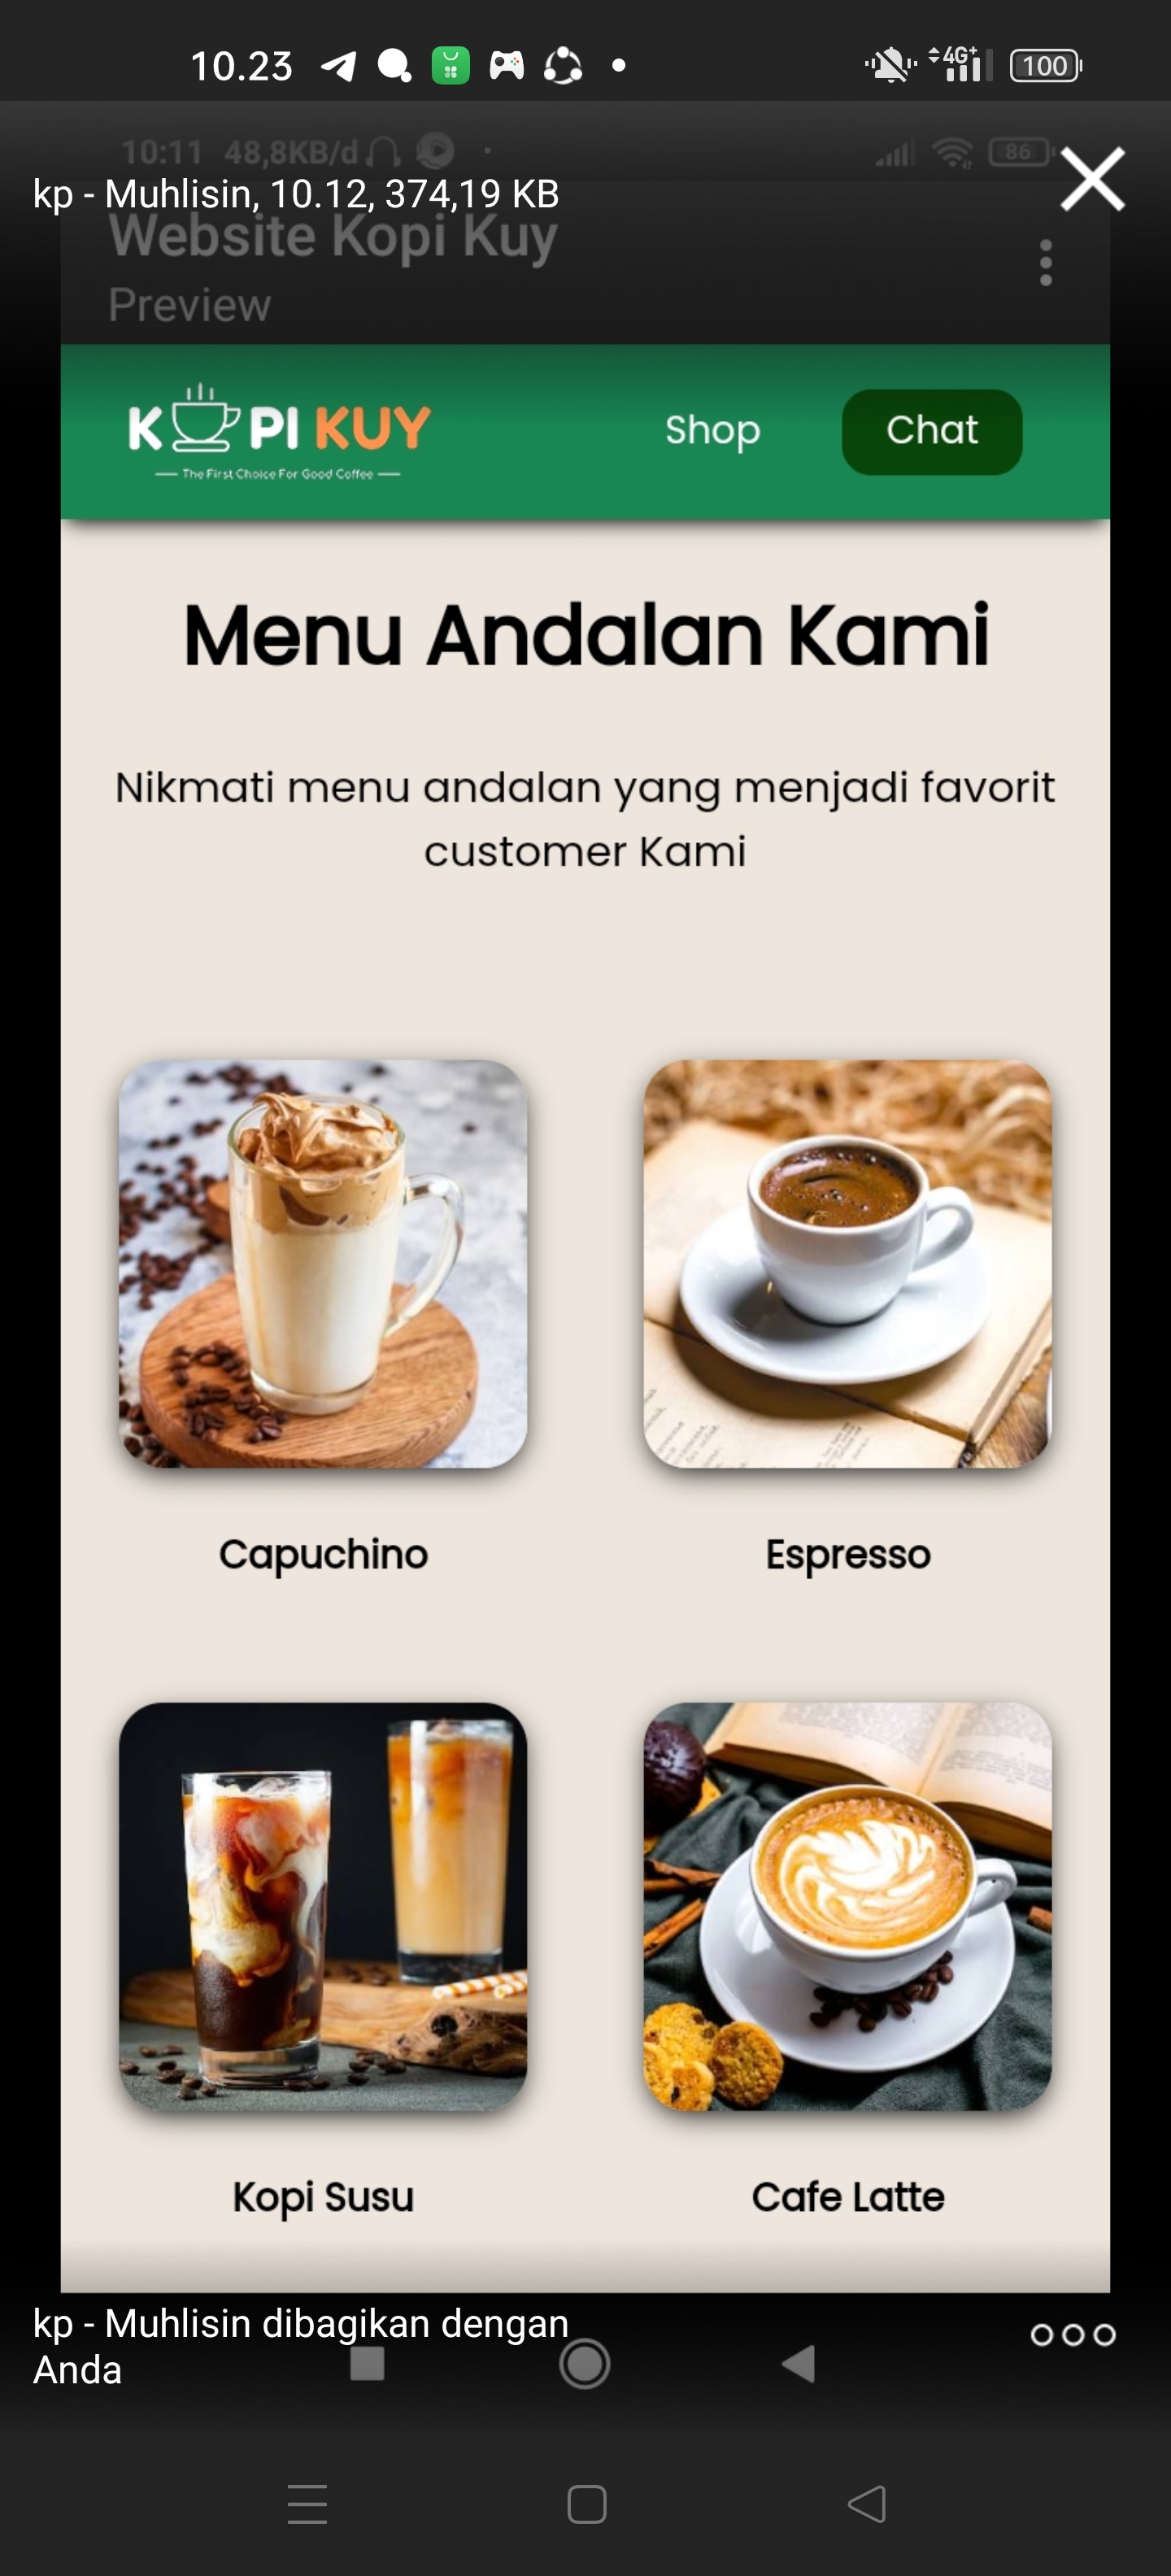 10.23 4G+ 100
10:11 48,8KB/d 86
kp - Muhlisin, 10.12, 374,19 KB
Website Kopi Kuy
Preview
KOPI KUY
The First Choice For Good Coffee
Shop
Chat
Menu Andalan Kami
Nikmati menu andalan yang menjadi favorit
customer Kami
Capuchino
Espresso
Kopi Susu
Cafe Latte
kp - Muhlisin dibagikan dengan
Anda